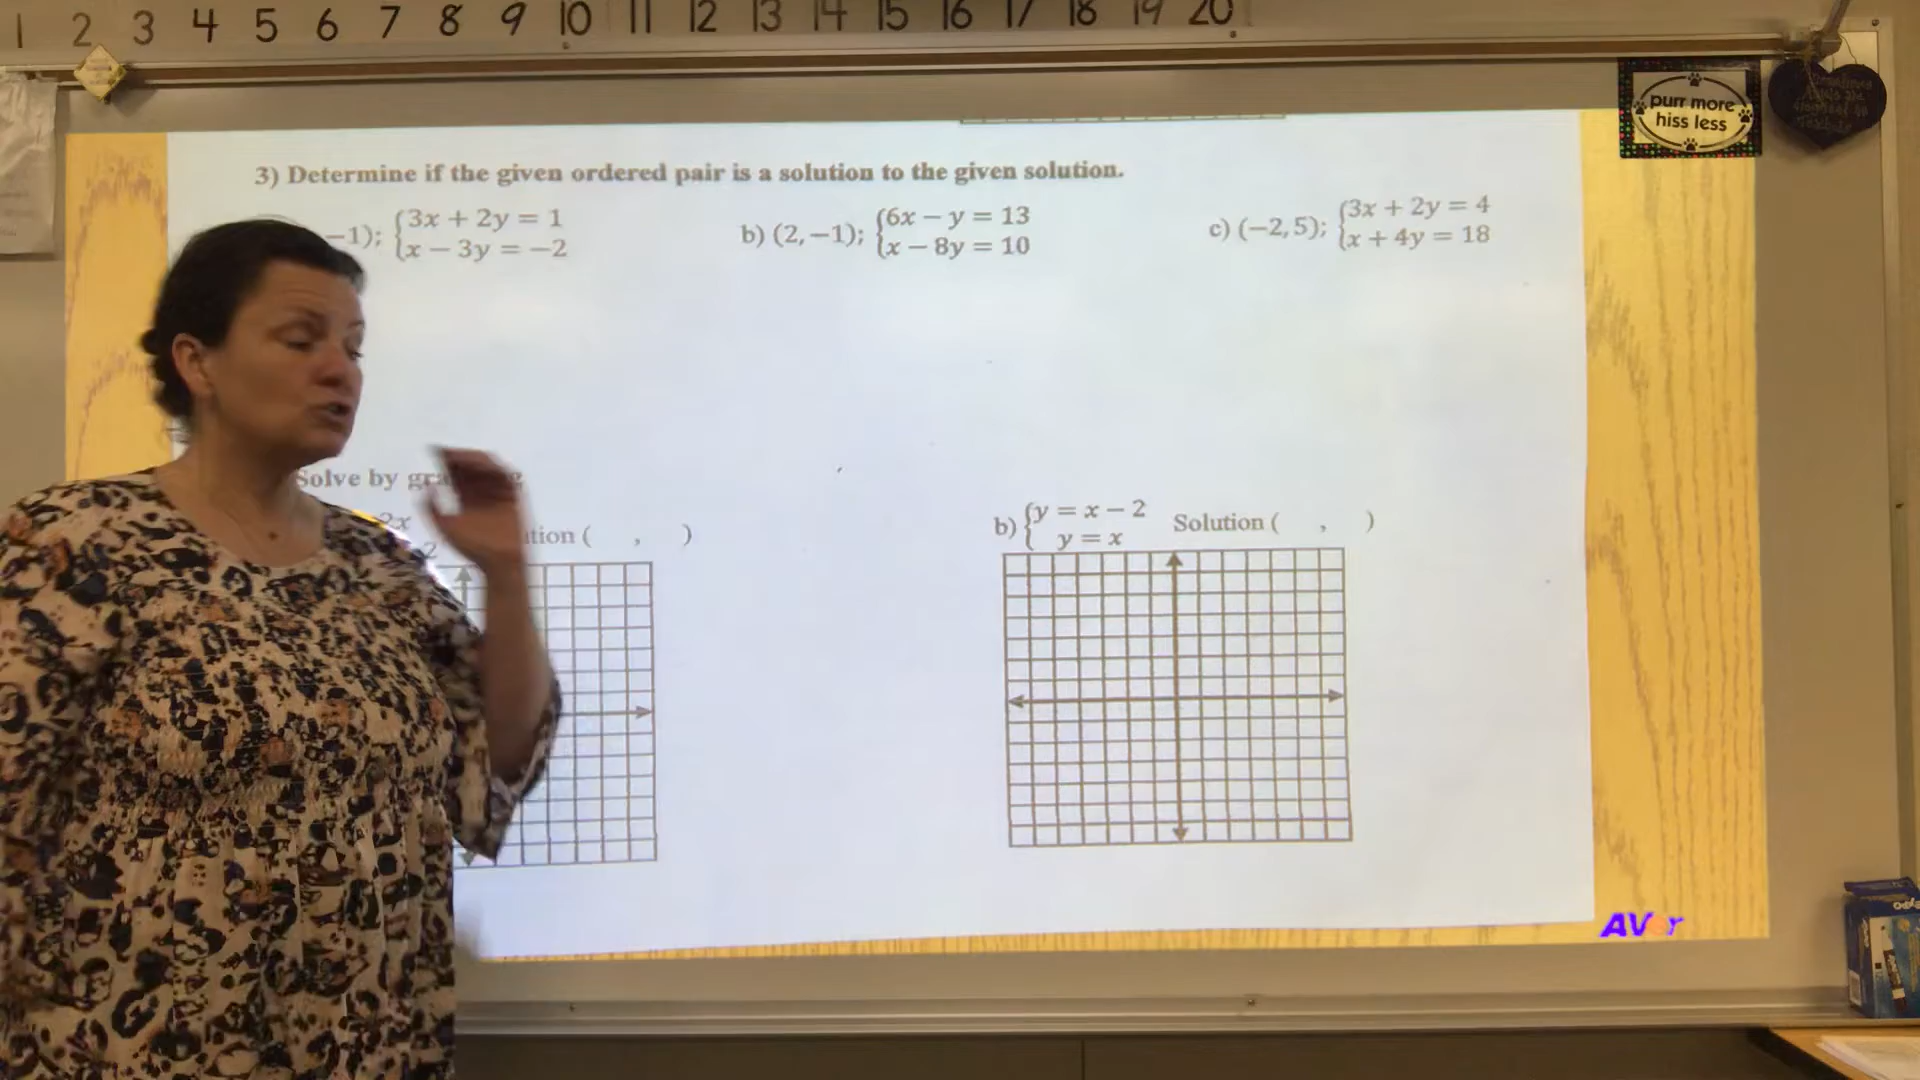 1 2 3 4 5 6 7 8 9 10 11 12 13 14 15 16 17 18 19 20
purr more
hiss less
3) Determine if the given ordered pair is a solution to the given solution.
−1); {3x + 2y = 1
x − 3y = −2
b) (2, −1); {6x − y = 13
x − 8y = 10
c) (−2, 5); {3x + 2y = 4
x + 4y = 18
Solve by
2x
2
( , )
b) {y = x − 2
y = x
Solution ( , )
AVer